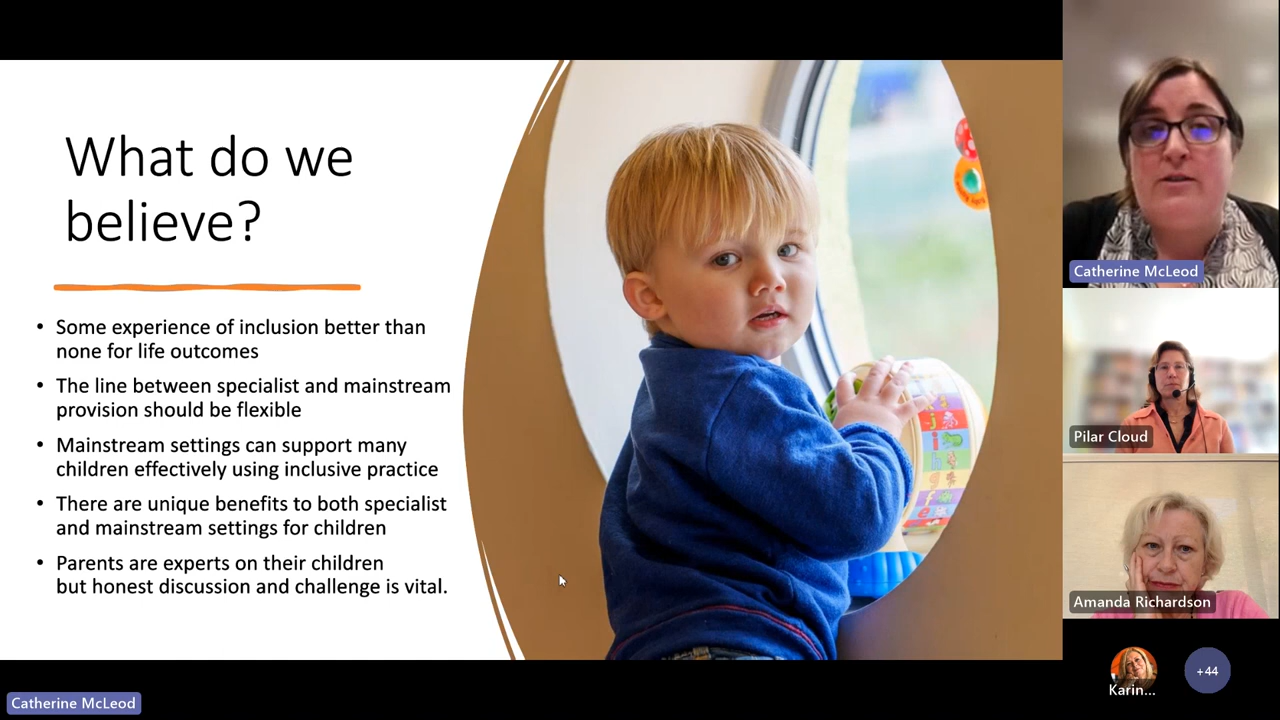 What do we
believe?
• Some experience of inclusion better than
none for life outcomes
• The line between specialist and mainstream
provision should be flexible
• Mainstream settings can support many
children effectively using inclusive practice
• There are unique benefits to both specialist
and mainstream settings for children
• Parents are experts on their children
but honest discussion and challenge is vital.
Catherine McLeod
Pilar Cloud
Amanda Richardson
Karin...
+44
Catherine McLeod